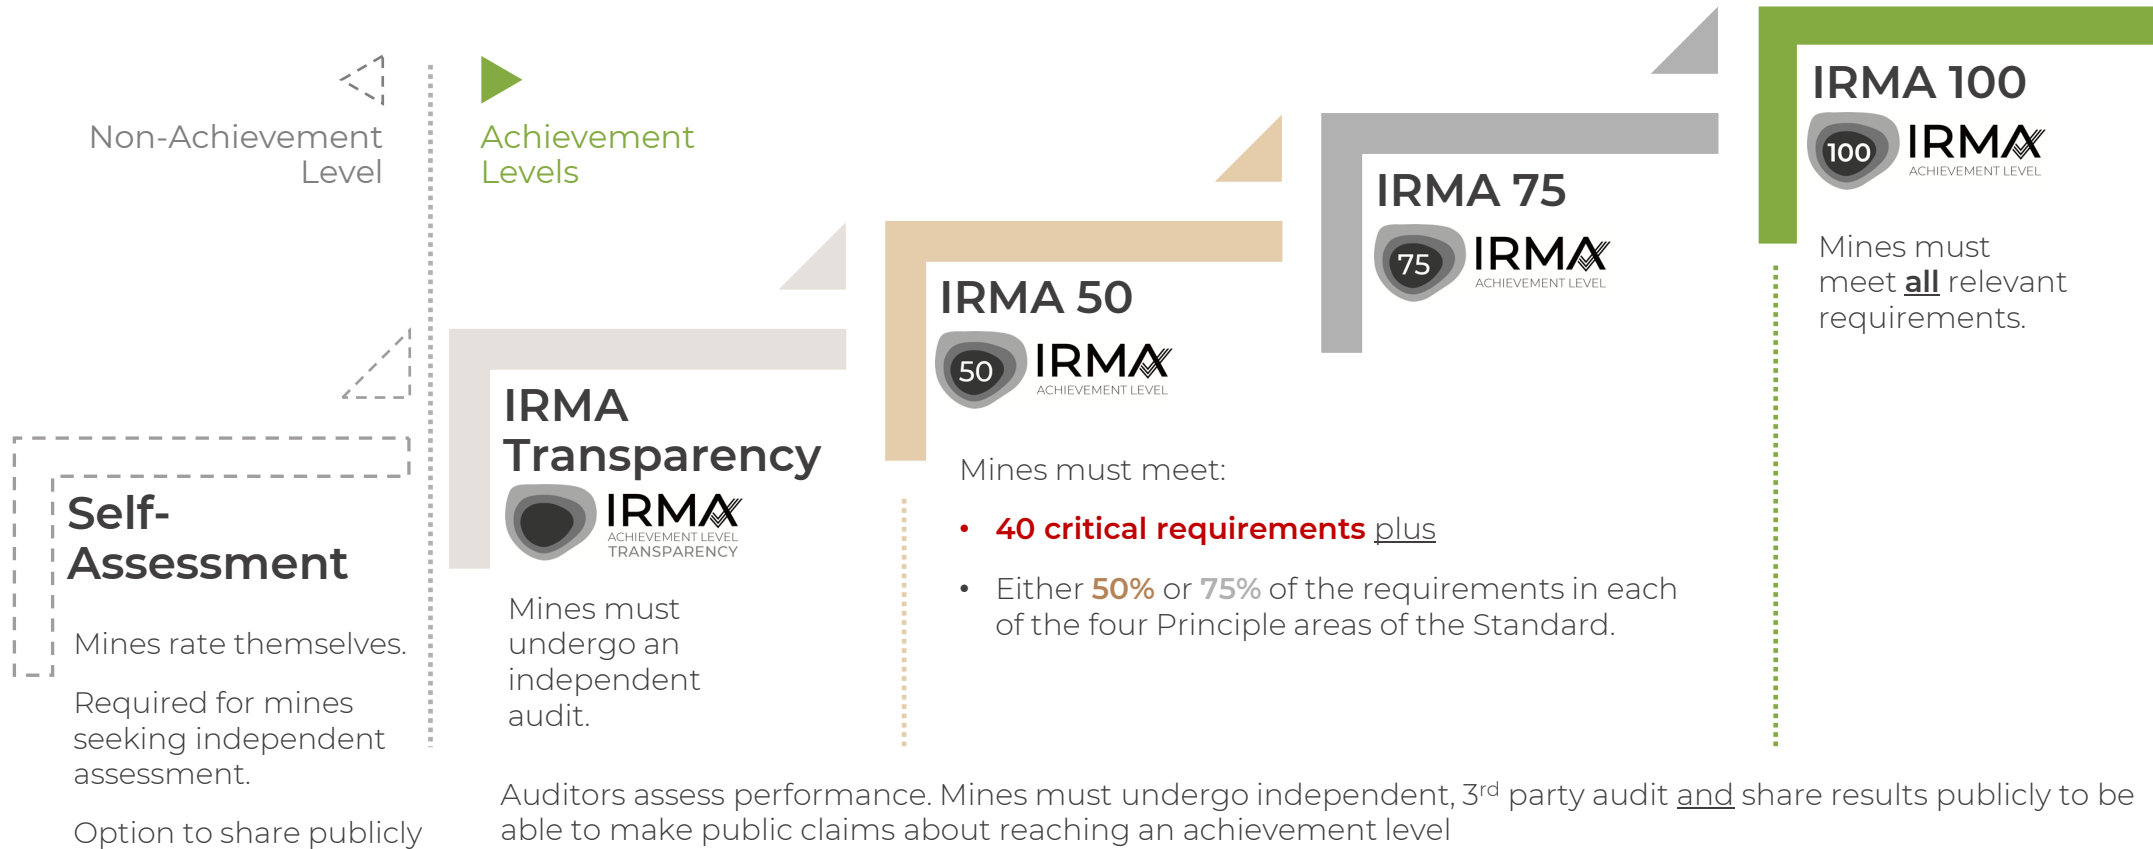 Non-Achievement
Level
Achievement
Levels
Self-
Assessment
Mines rate themselves.
Required for mines
seeking independent
assessment.
Option to share publicly
IRMA
Transparency
IRMA
ACHIEVEMENT LEVEL
TRANSPARENCY
Mines must
undergo an
independent
audit.
IRMA 50
50
IRMA
ACHIEVEMENT LEVEL
IRMA 75
75
IRMA
ACHIEVEMENT LEVEL
Mines must meet:
• 40 critical requirements plus
• Either 50% or 75% of the requirements in each
of the four Principle areas of the Standard.
IRMA 100
100
IRMA
ACHIEVEMENT LEVEL
Mines must
meet all relevant
requirements.
Auditors assess performance. Mines must undergo independent, 3rd party audit and share results publicly to be
able to make public claims about reaching an achievement level